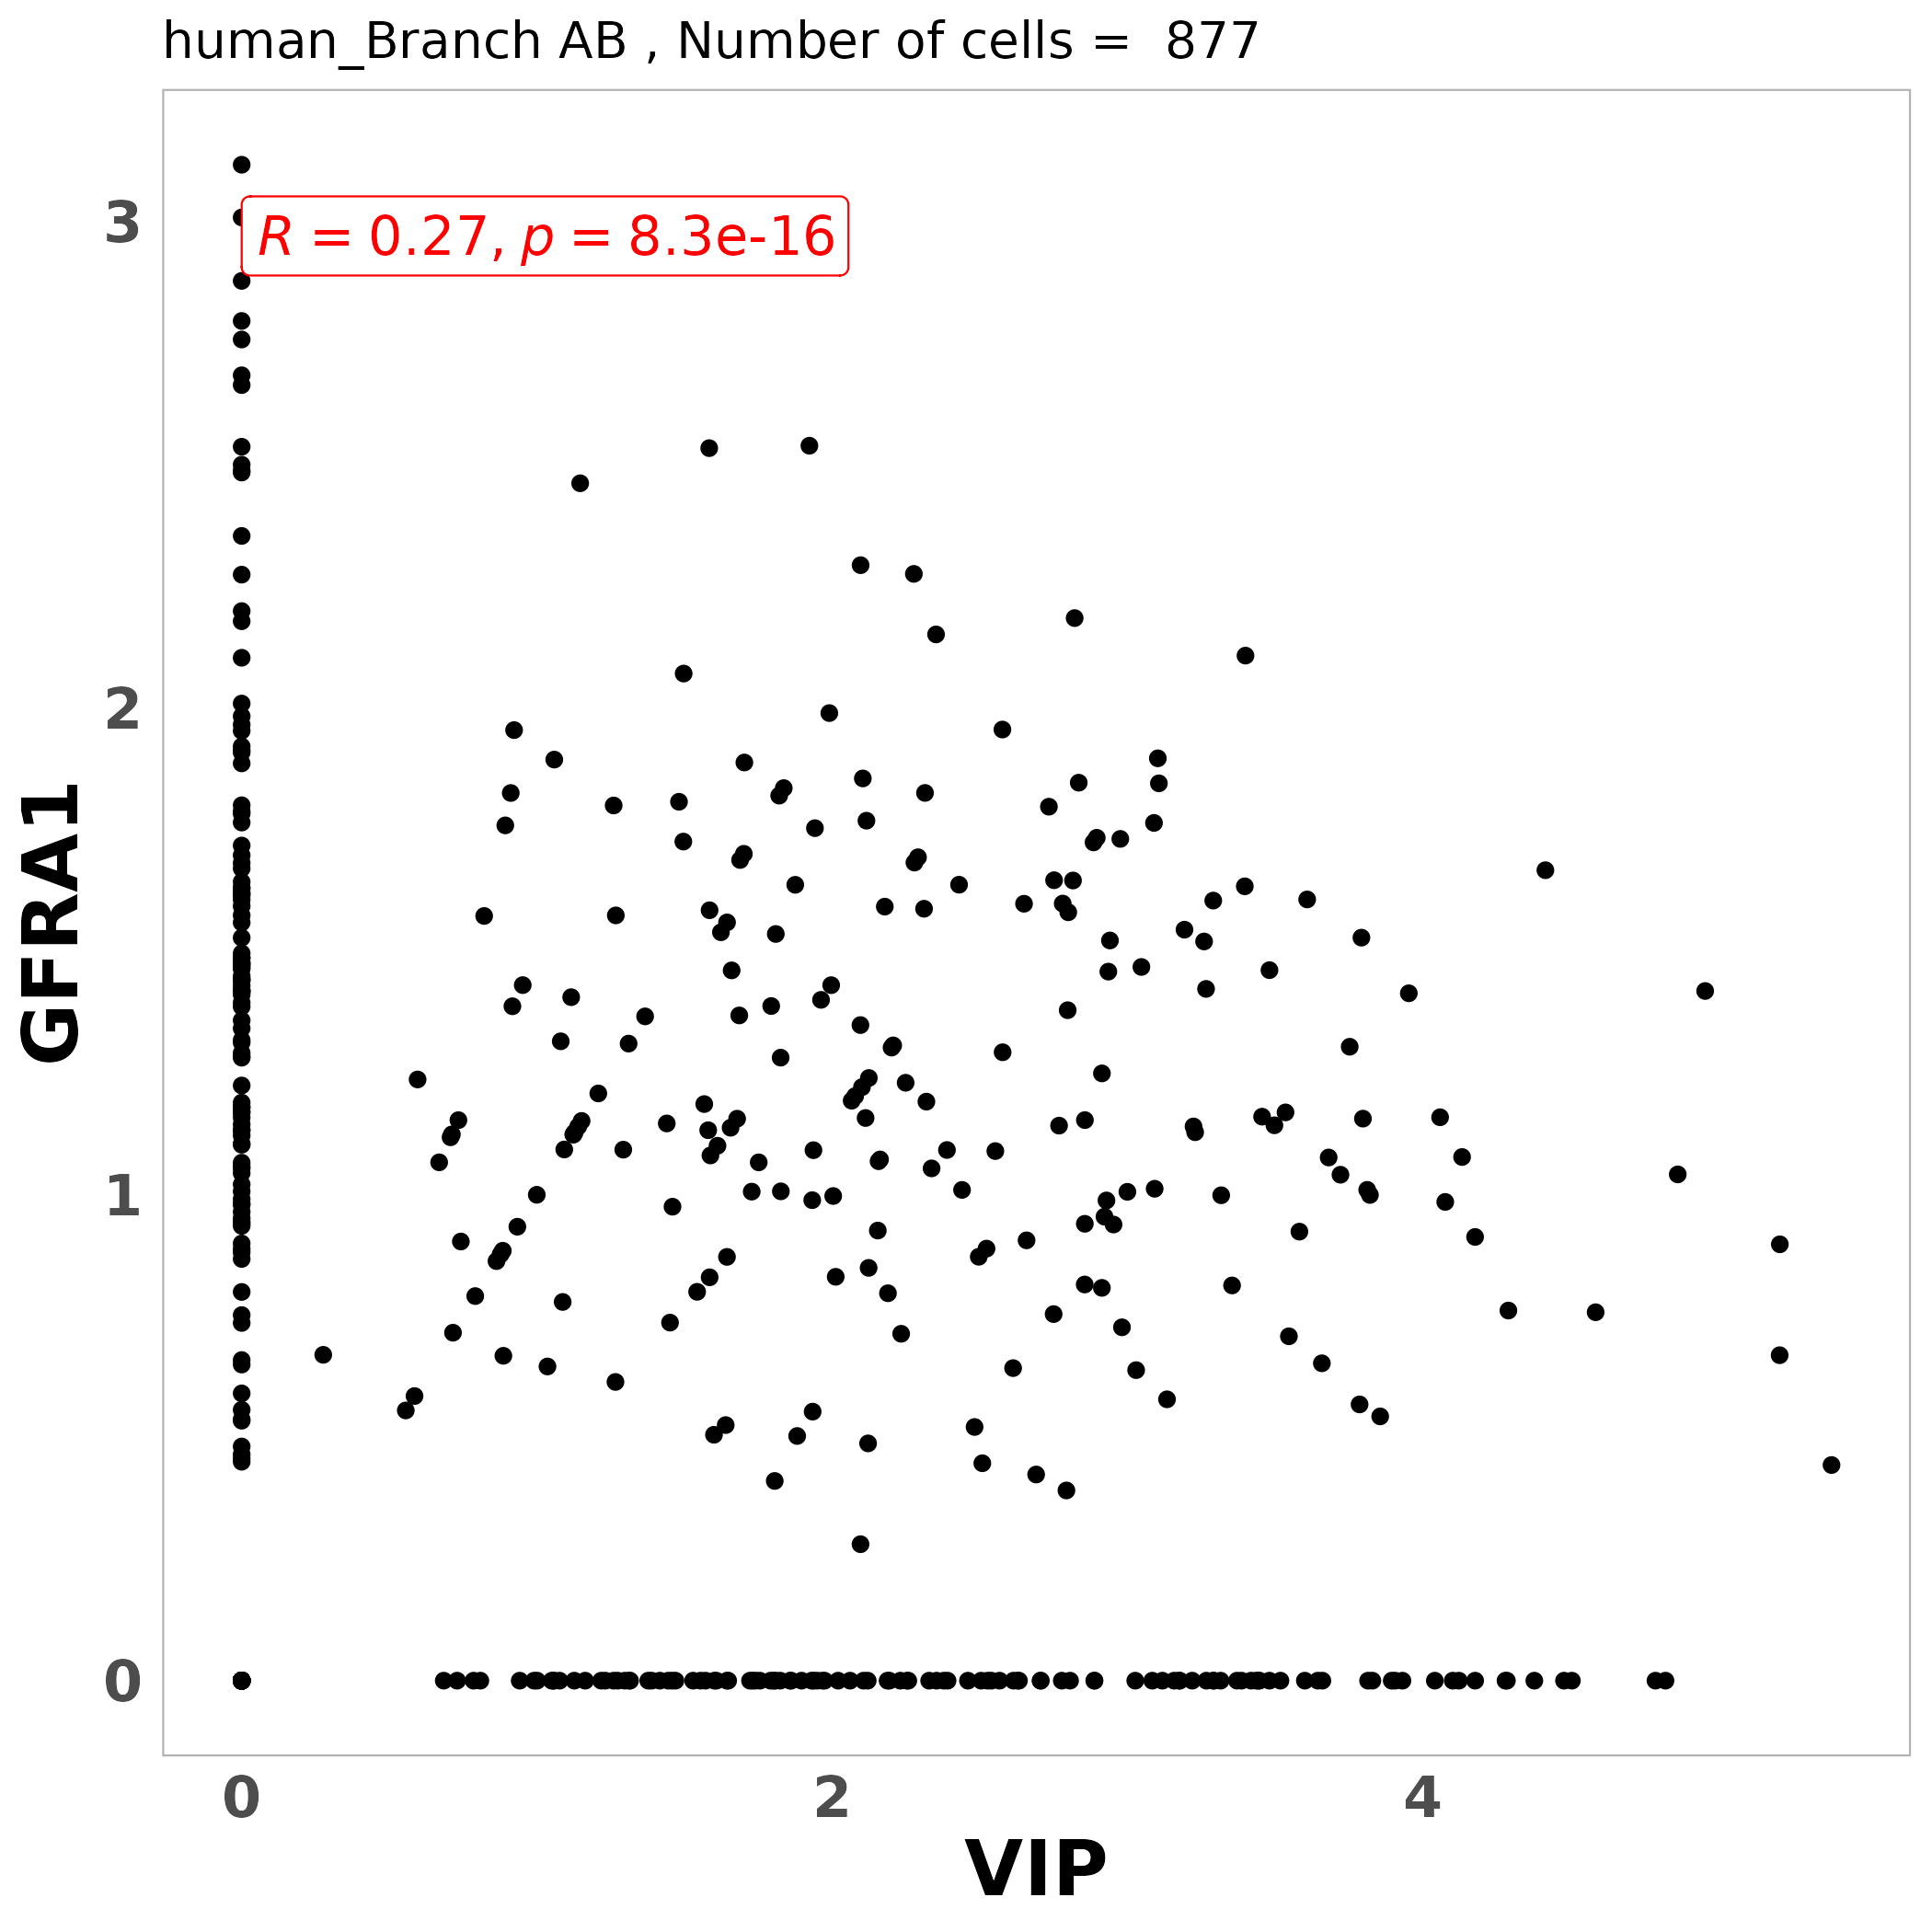 human_Branch AB , Number of cells =  877
3
R = 0.27, p = 8.3e-16
2
GFRA1
1
0
0 2 4
VIP